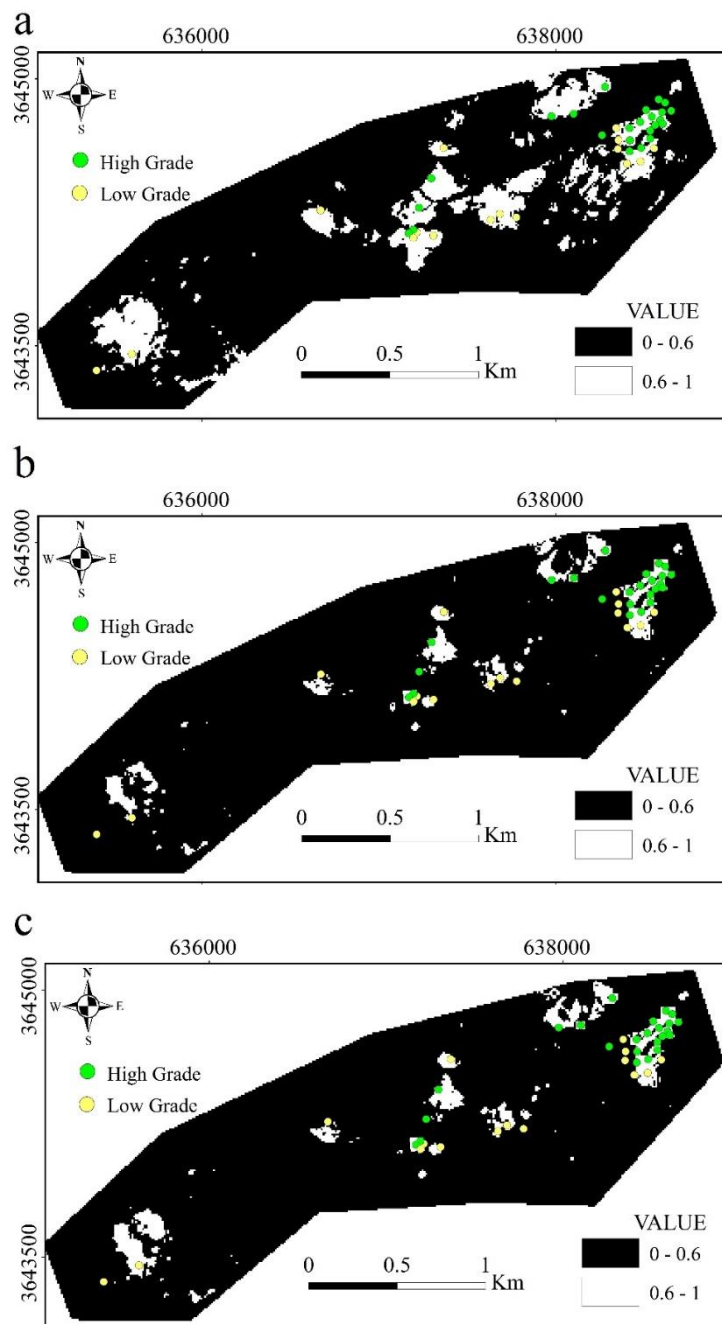 a
636000 638000
3645000
N
W E
S
High Grade
Low Grade
3643500
VALUE
0 - 0.6
0.6 - 1
0 0.5 1
Km
b
636000 638000
3645000
N
W E
S
High Grade
Low Grade
3643500
VALUE
0 - 0.6
0.6 - 1
0 0.5 1
Km
c
636000 638000
3645000
N
W E
S
High Grade
Low Grade
3643500
VALUE
0 - 0.6
0.6 - 1
0 0.5 1
Km